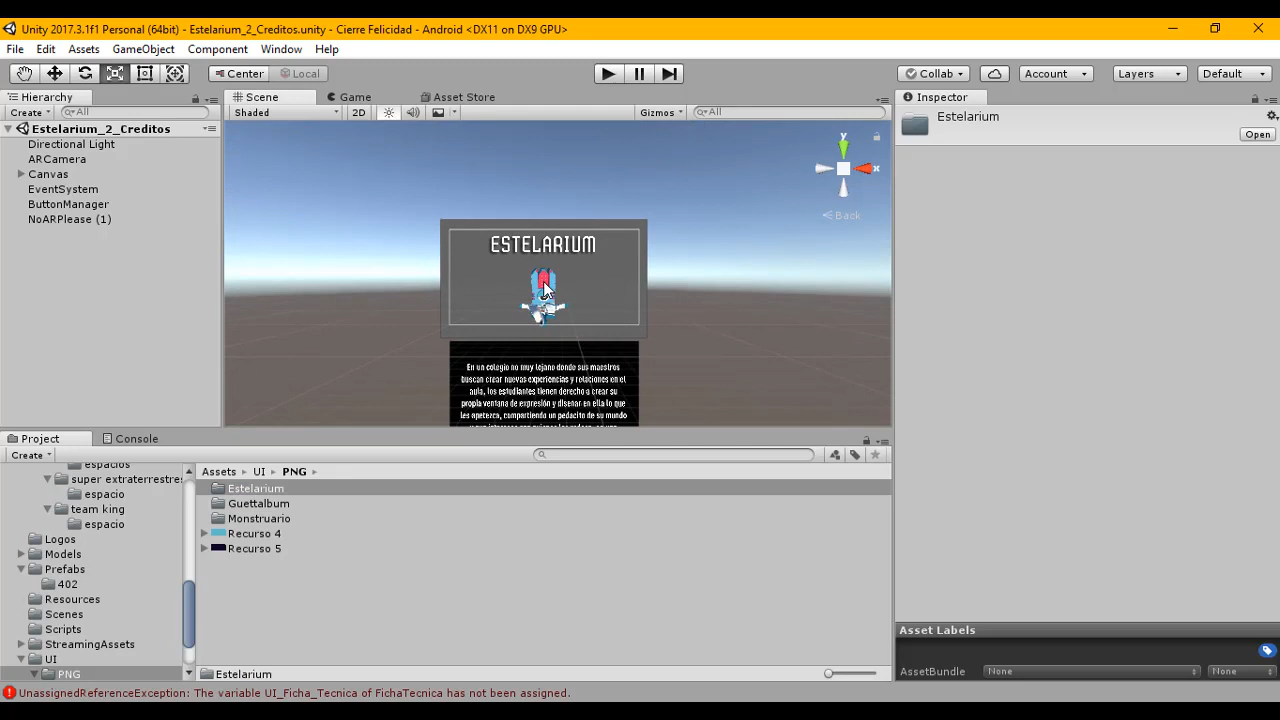 Unity 2017.3.1f1 Personal (64bit) - Estelarium_2_Creditos.unity - Cierre Felicidad - Android <DX11 on DX9 GPU>
File Edit Assets GameObject Component Window Help
Center Local Collab Account Layers Default
Hierarchy Scene Game Asset Store Inspector
Create All Shaded 2D Gizmos All
Estelarium
Open
Estelarium_2_Creditos
Directional Light
ARCamera
Canvas
EventSystem
ButtonManager
NoARPlease (1)
y
x
Back
ESTELARIUM
En un colegio no muy lejano donde sus maestros
buscan crear nuevas experiencias y relaciones en el
aula, los estudiantes tienen derecho a crear su
propia ventana de expresión y diseñar en ella lo que
les apetezca, compartiendo un pedacito de su mundo
Project Console
Create
espacios
super extraterrestres
espacio
team king
espacio
Logos
Models
Prefabs
402
Resources
Scenes
Scripts
StreamingAssets
UI
PNG
Assets UI PNG
Estelarium
Guettalbum
Monstruario
Recurso 4
Recurso 5
Estelarium
Asset Labels
AssetBundle None None
UnassignedReferenceException: The variable UI_Ficha_Tecnica of FichaTecnica has not been assigned.